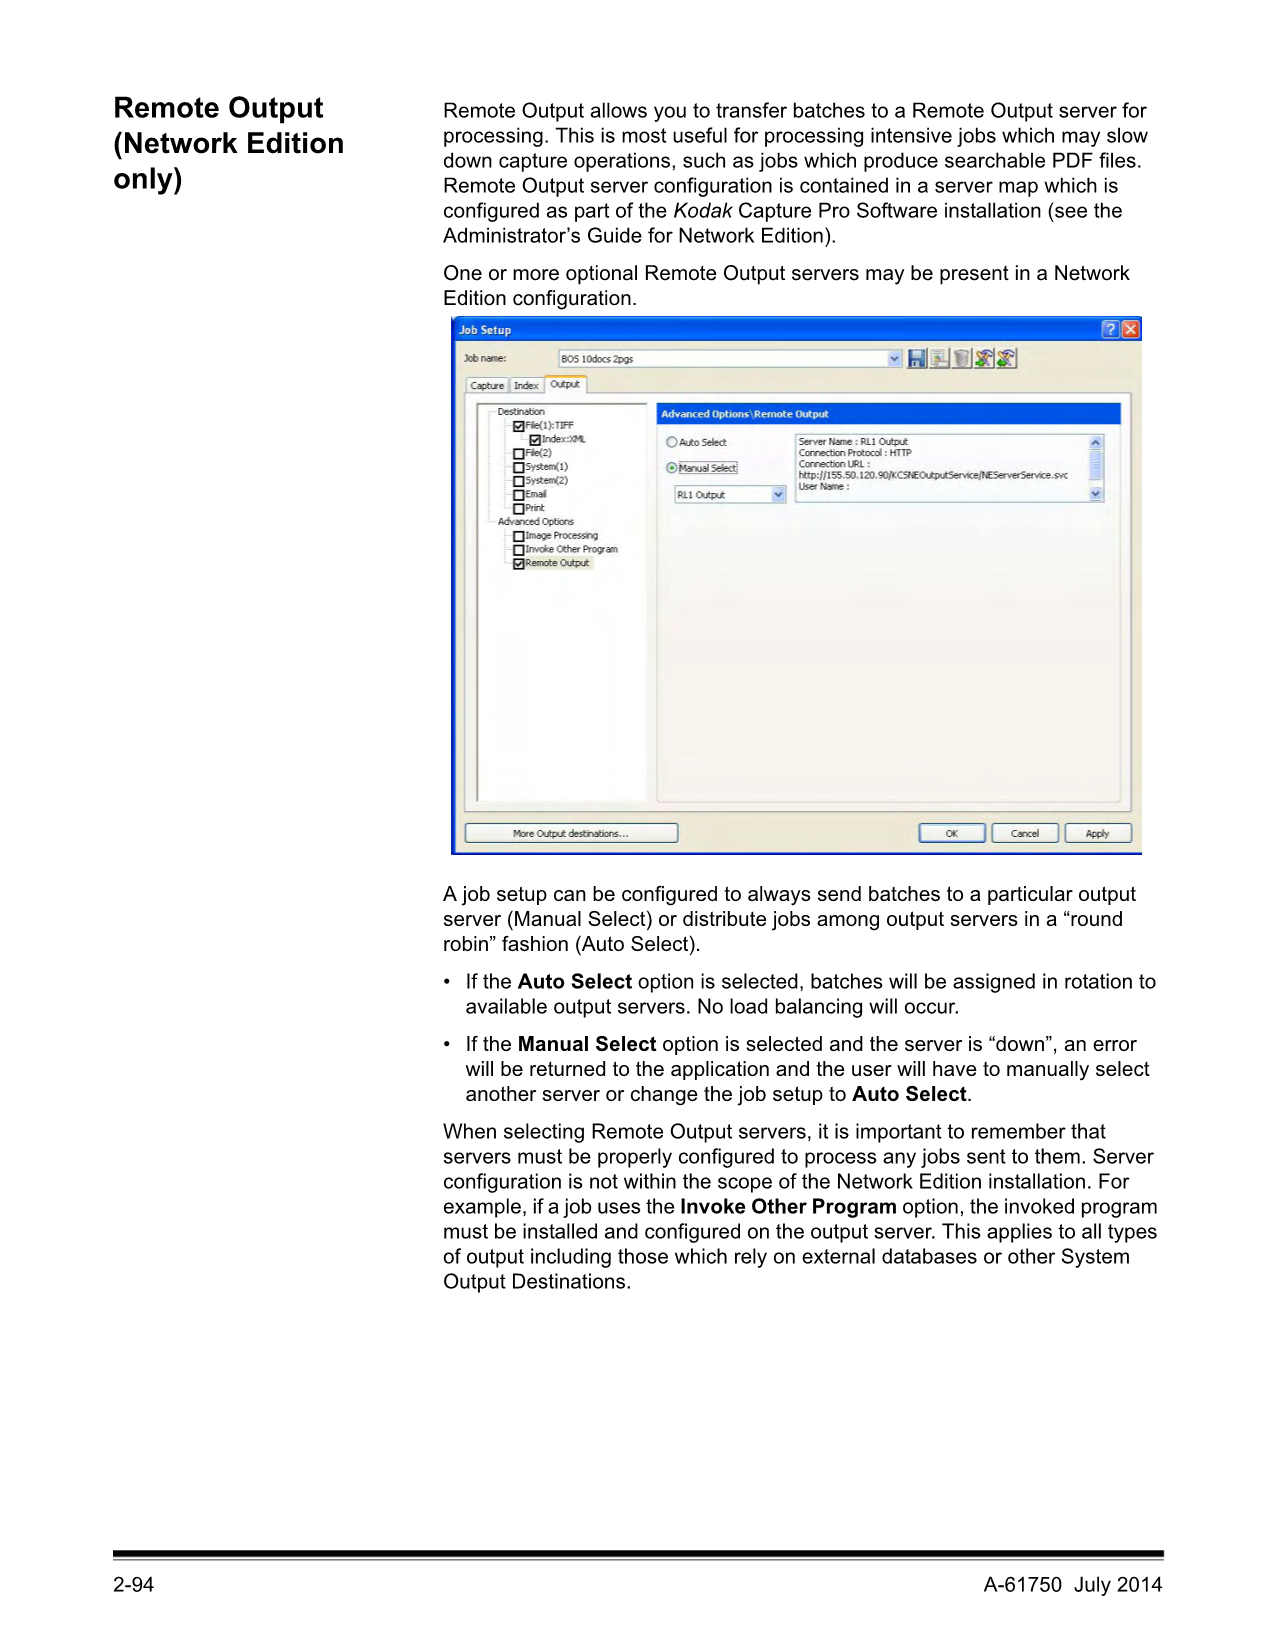 Remote Output
(Network Edition
only)
Remote Output allows you to transfer batches to a Remote Output server for
processing. This is most useful for processing intensive jobs which may slow
down capture operations, such as jobs which produce searchable PDF files.
Remote Output server configuration is contained in a server map which is
configured as part of the Kodak Capture Pro Software installation (see the
Administrator’s Guide for Network Edition).
One or more optional Remote Output servers may be present in a Network
Edition configuration.
Job Setup
Job name:
BOS 10docs 2pgs
Capture
Index
Output
Destination
File(1):TIFF
Index:XML
File(2)
System(1)
System(2)
Email
Print
Advanced Options
Image Processing
Invoke Other Program
Remote Output
Advanced Options\Remote Output
Auto Select
Manual Select
RL1 Output
Server Name : RL1 Output
Connection Protocol : HTTP
Connection URL :
http://155.50.120.90/KCSNEOutputService/NEServerService.svc
User Name :
More Output destinations...
OK
Cancel
Apply
A job setup can be configured to always send batches to a particular output
server (Manual Select) or distribute jobs among output servers in a “round
robin” fashion (Auto Select).
• If the Auto Select option is selected, batches will be assigned in rotation to
available output servers. No load balancing will occur.
• If the Manual Select option is selected and the server is “down”, an error
will be returned to the application and the user will have to manually select
another server or change the job setup to Auto Select.
When selecting Remote Output servers, it is important to remember that
servers must be properly configured to process any jobs sent to them. Server
configuration is not within the scope of the Network Edition installation. For
example, if a job uses the Invoke Other Program option, the invoked program
must be installed and configured on the output server. This applies to all types
of output including those which rely on external databases or other System
Output Destinations.
2-94
A-61750 July 2014